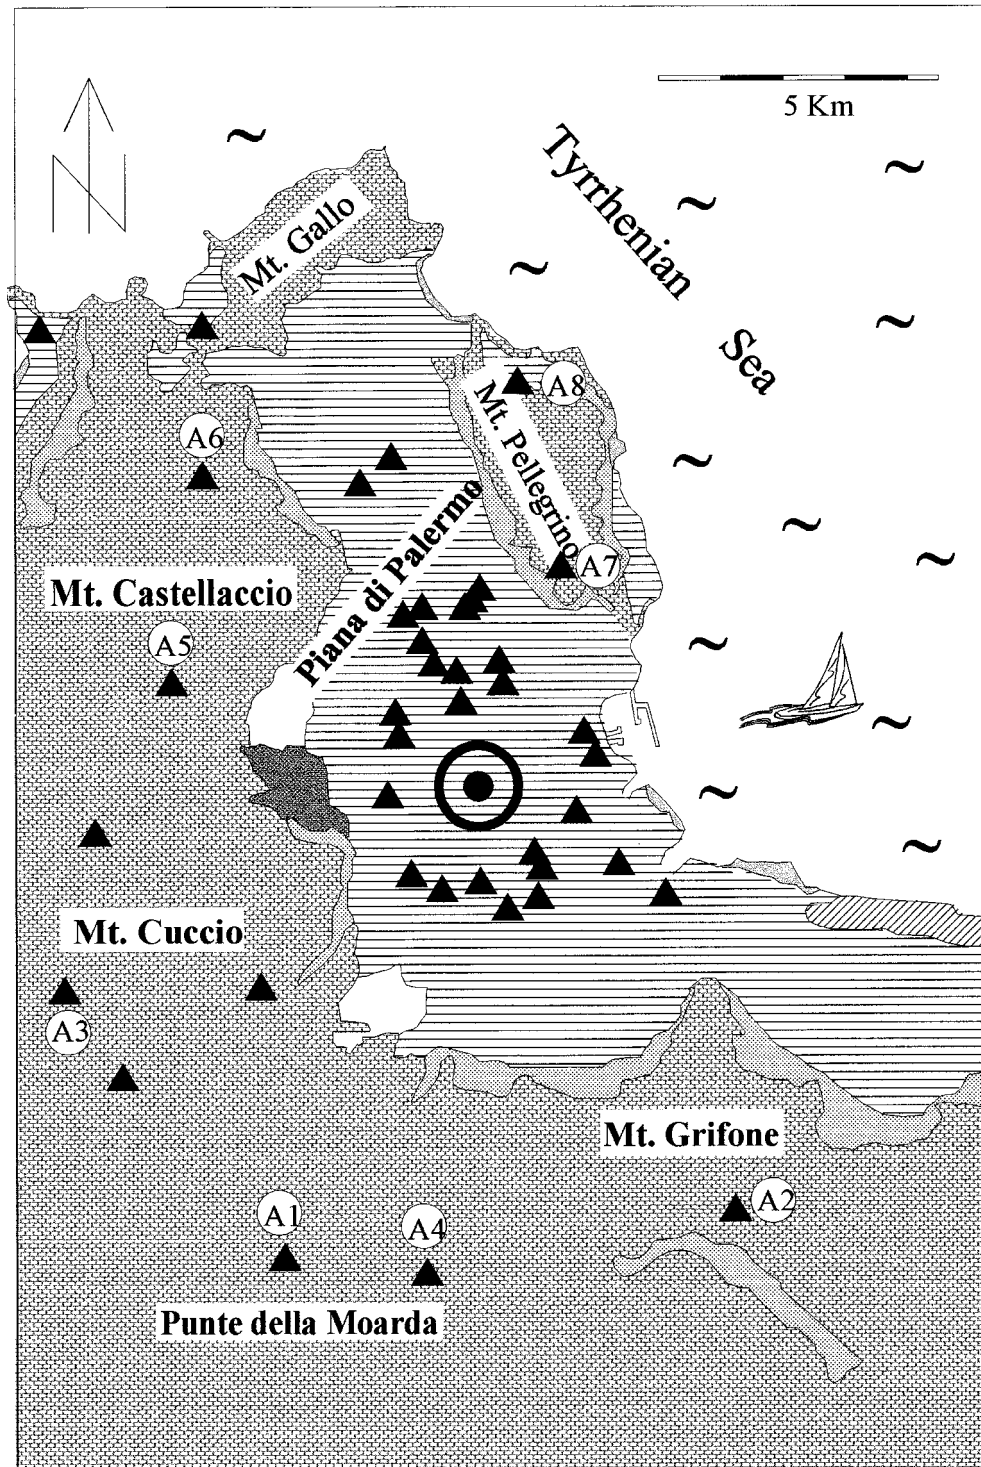 5 Km
N
Tyrrhenian
Sea
Mt. Gallo
A8
Mt. Pellegrino
A6
Piana di Palermo
A7
Mt. Castellaccio
A5
Mt. Cuccio
A3
Mt. Grifone
A2
A1
A4
Punte della Moarda